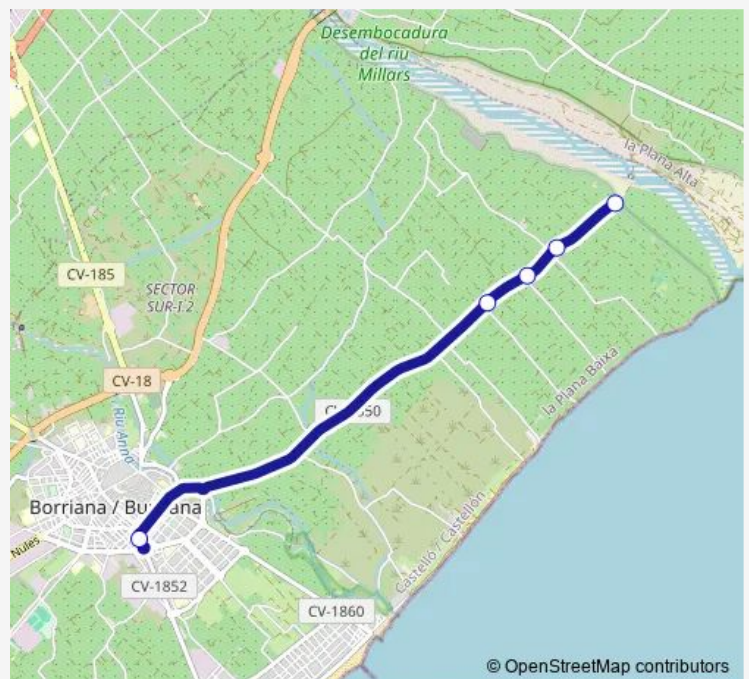 Desembocadura
del riu
Millars
la Plana Alta
CV-185
SECTOR
SUR-I.2
CV-18
la Plana Baixa
Riu Anna
Borriana /
Nules
Castelló / Castellón
CV-1852
CV-1860
© OpenStreetMap contributors